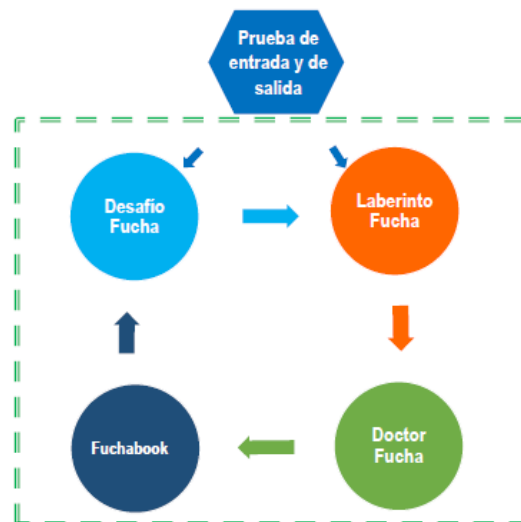 Prueba de
entrada y de
salida
Desafío
Fucha
Laberinto
Fucha
Fuchabook
Doctor
Fucha